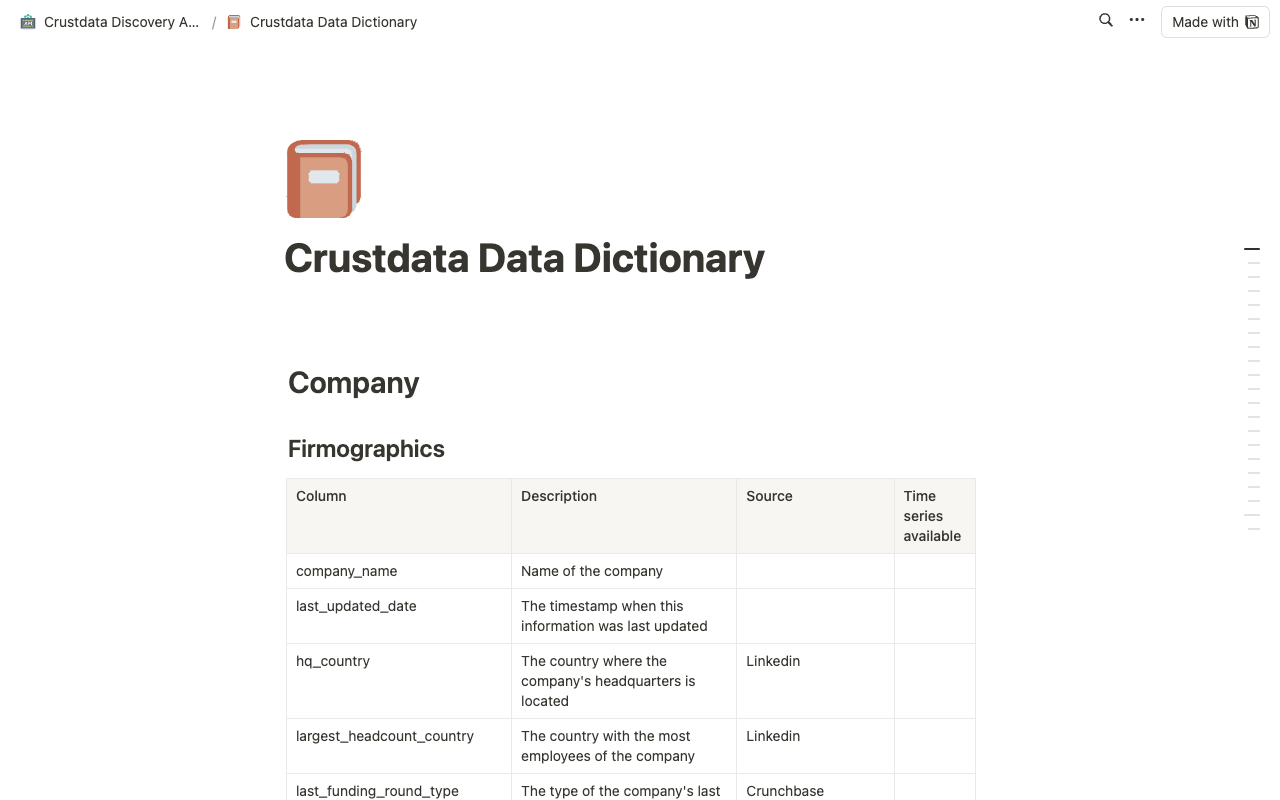 Crustdata Discovery A... / Crustdata Data Dictionary
Made with
Crustdata Data Dictionary
Company
Firmographics
Column Description Source Time
series
available
company_name Name of the company
last_updated_date The timestamp when this
information was last updated
hq_country The country where the Linkedin
company's headquarters is
located
largest_headcount_country The country with the most Linkedin
employees of the company
last_funding_round_type The type of the company's last Crunchbase